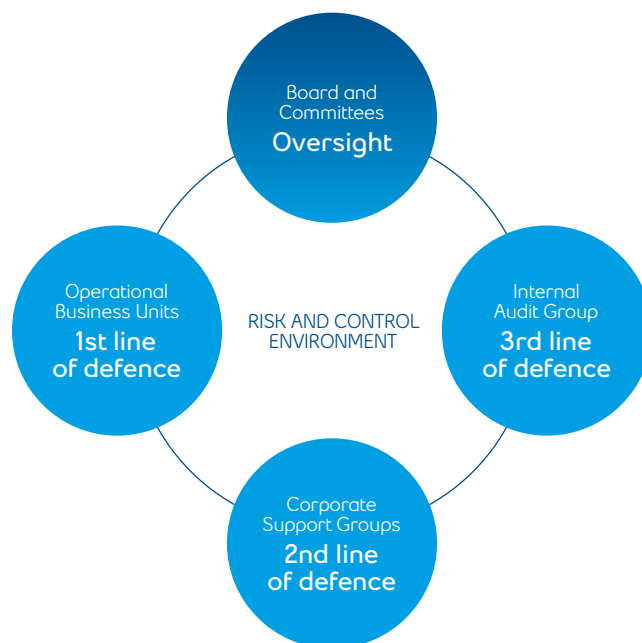 Board and
Committees
Oversight
Operational
Business Units
1st line
of defence
RISK AND CONTROL
ENVIRONMENT
Internal
Audit Group
3rd line
of defence
Corporate
Support Groups
2nd line
of defence